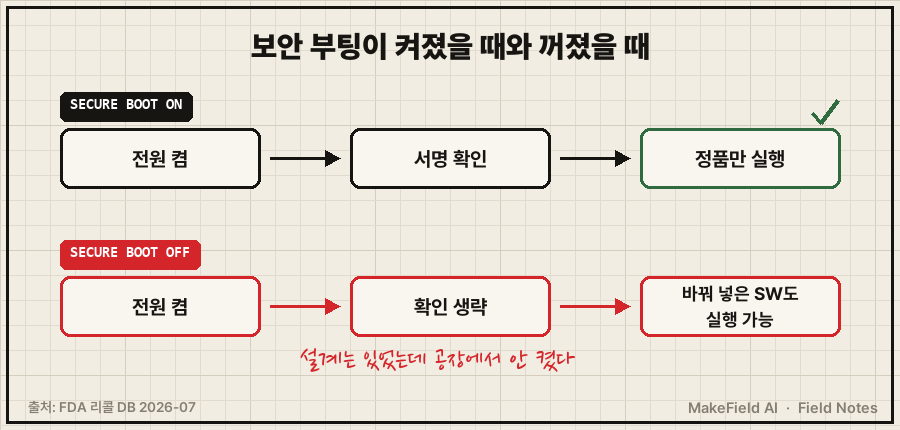 보안 부팅이 켜졌을 때와 꺼졌을 때
SECURE BOOT ON
전원 켬
서명 확인
정품만 실행
SECURE BOOT OFF
전원 켬
확인 생략
바꿔 넣은 SW도
실행 가능
설계는 있었는데 공장에서 안 켰다
출처: FDA 리콜 DB 2026-07
MakeField AI · Field Notes